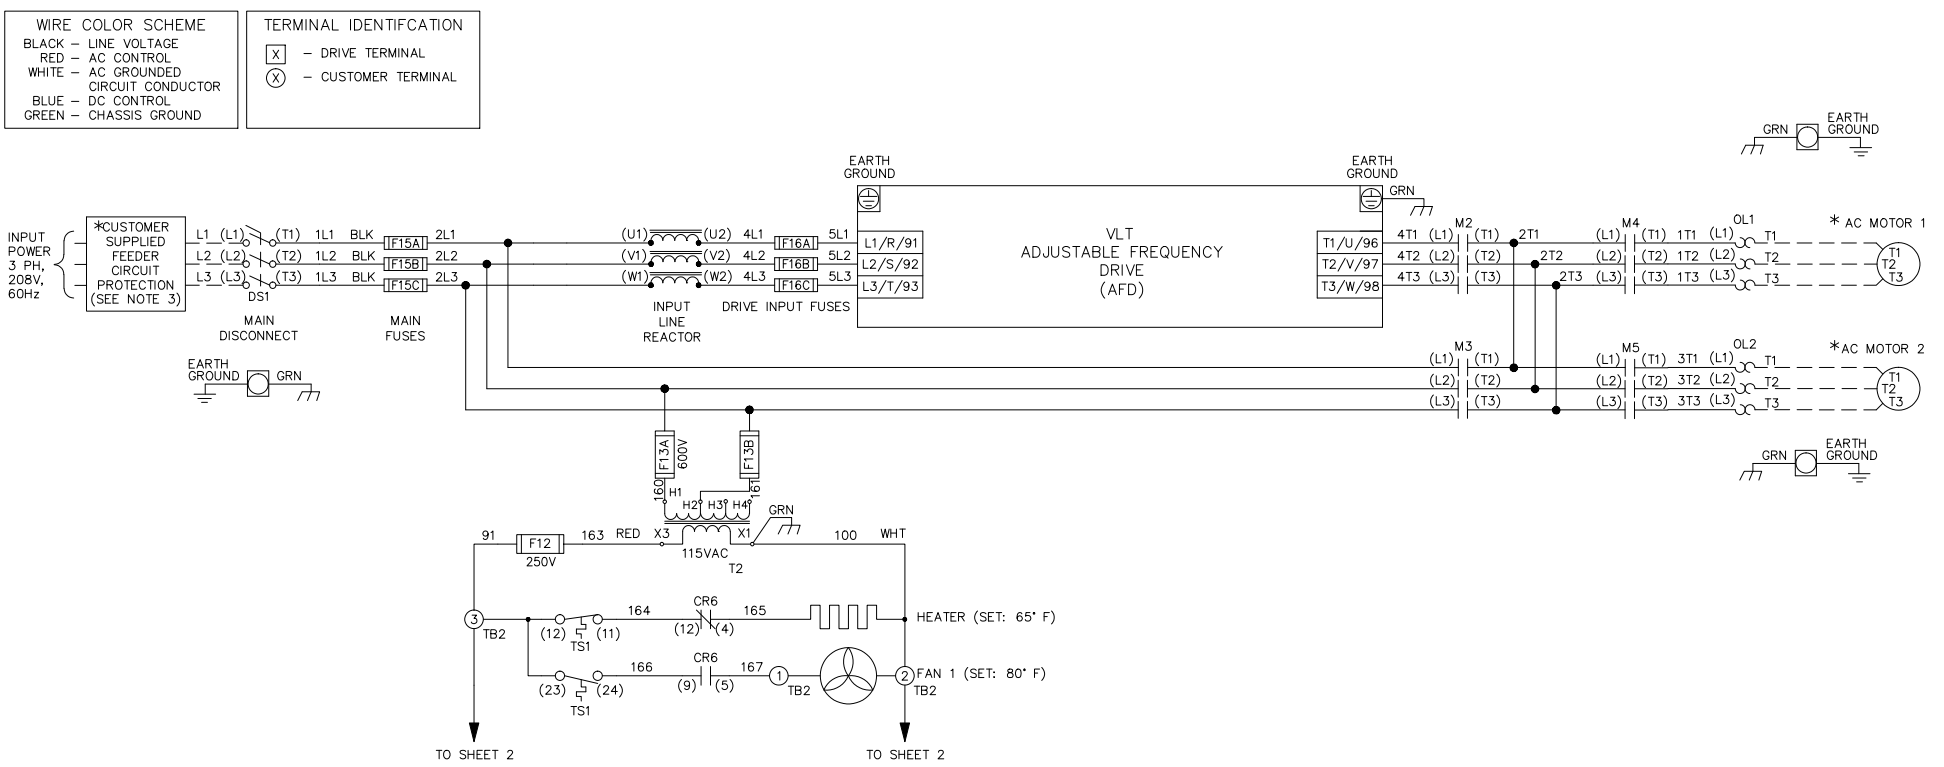 WIRE COLOR SCHEME
BLACK – LINE VOLTAGE
RED – AC CONTROL
WHITE – AC GROUNDED
CIRCUIT CONDUCTOR
BLUE – DC CONTROL
GREEN – CHASSIS GROUND
TERMINAL IDENTIFCATION
X – DRIVE TERMINAL
X – CUSTOMER TERMINAL
INPUT
POWER
3 PH,
208V,
60Hz
*CUSTOMER
SUPPLIED
FEEDER
CIRCUIT
PROTECTION
(SEE NOTE 3)
L1 (L1) (T1) 1L1 BLK F15A 2L1
L2 (L2) (T2) 1L2 BLK F15B 2L2
L3 (L3) (T3) 1L3 BLK F15C 2L3
DS1
MAIN
DISCONNECT
MAIN
FUSES
EARTH
GROUND
GRN
(U1) (U2) 4L1 F16A 5L1
(V1) (V2) 4L2 F16B 5L2
(W1) (W2) 4L3 F16C 5L3
INPUT
LINE
REACTOR
DRIVE INPUT FUSES
EARTH
GROUND
L1/R/91
L2/S/92
L3/T/93
VLT
ADJUSTABLE FREQUENCY
DRIVE
(AFD)
EARTH
GROUND
GRN
T1/U/96
T2/V/97
T3/W/98
M2
M4
OL1
4T1 (L1) (T1) 2T1 (L1) (T1) 1T1 (L1) T1
4T2 (L2) (T2) 2T2 (L2) (T2) 1T2 (L2) T2
4T3 (L3) (T3) 2T3 (L3) (T3) 1T3 (L3) T3
* AC MOTOR 1
T1
T2
T3
GRN
EARTH
GROUND
M3
M5
OL2
(L1) (T1) (L1) (T1) 3T1 (L1) T1
(L2) (T2) (L2) (T2) 3T2 (L2) T2
(L3) (T3) (L3) (T3) 3T3 (L3) T3
*AC MOTOR 2
T1
T2
T3
GRN
EARTH
GROUND
F13A
600V
F13B
160
161
H1
H2 H3 H4
GRN
91 F12 163 RED X3 X1 100 WHT
250V
115VAC
T2
3
TB2
(12) (11) 164 CR6 165
TS1
(12) (4)
HEATER (SET: 65° F)
(23) (24) 166 CR6 167 1
TS1
(9) (5)
TB2
2 FAN 1 (SET: 80° F)
TB2
TO SHEET 2
TO SHEET 2